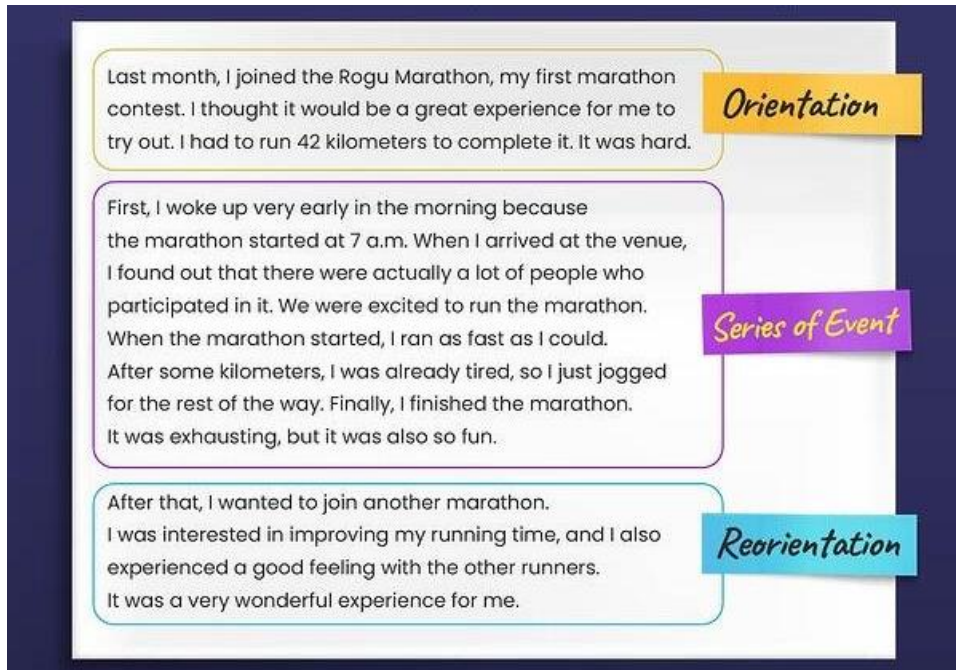 Last month, I joined the Rogu Marathon, my first marathon
contest. I thought it would be a great experience for me to
try out. I had to run 42 kilometers to complete it. It was hard.
Orientation
First, I woke up very early in the morning because
the marathon started at 7 a.m. When I arrived at the venue,
I found out that there were actually a lot of people who
participated in it. We were excited to run the marathon.
When the marathon started, I ran as fast as I could.
After some kilometers, I was already tired, so I just jogged
for the rest of the way. Finally, I finished the marathon.
It was exhausting, but it was also so fun.
Series of Event
After that, I wanted to join another marathon.
I was interested in improving my running time, and I also
experienced a good feeling with the other runners.
It was a very wonderful experience for me.
Reorientation